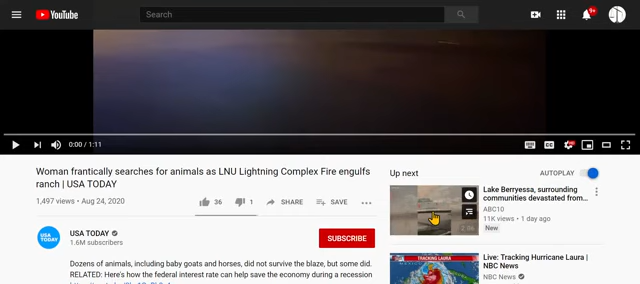 YouTube
Search
9+
0:00 / 1:11
CC
Woman frantically searches for animals as LNU Lightning Complex Fire engulfs
ranch | USA TODAY
1,497 views • Aug 24, 2020
36
1
SHARE
SAVE
USA TODAY
USA TODAY
1.6M subscribers
SUBSCRIBE
Dozens of animals, including baby goats and horses, did not survive the blaze, but some did.
RELATED: Here's how the federal interest rate can help save the economy during a recession
Up next
AUTOPLAY
Lake Berryessa, surrounding
communities devastated from...
ABC10
11K views • 1 day ago
New
TRACKING LAURA
Live: Tracking Hurricane Laura |
NBC News
NBC News